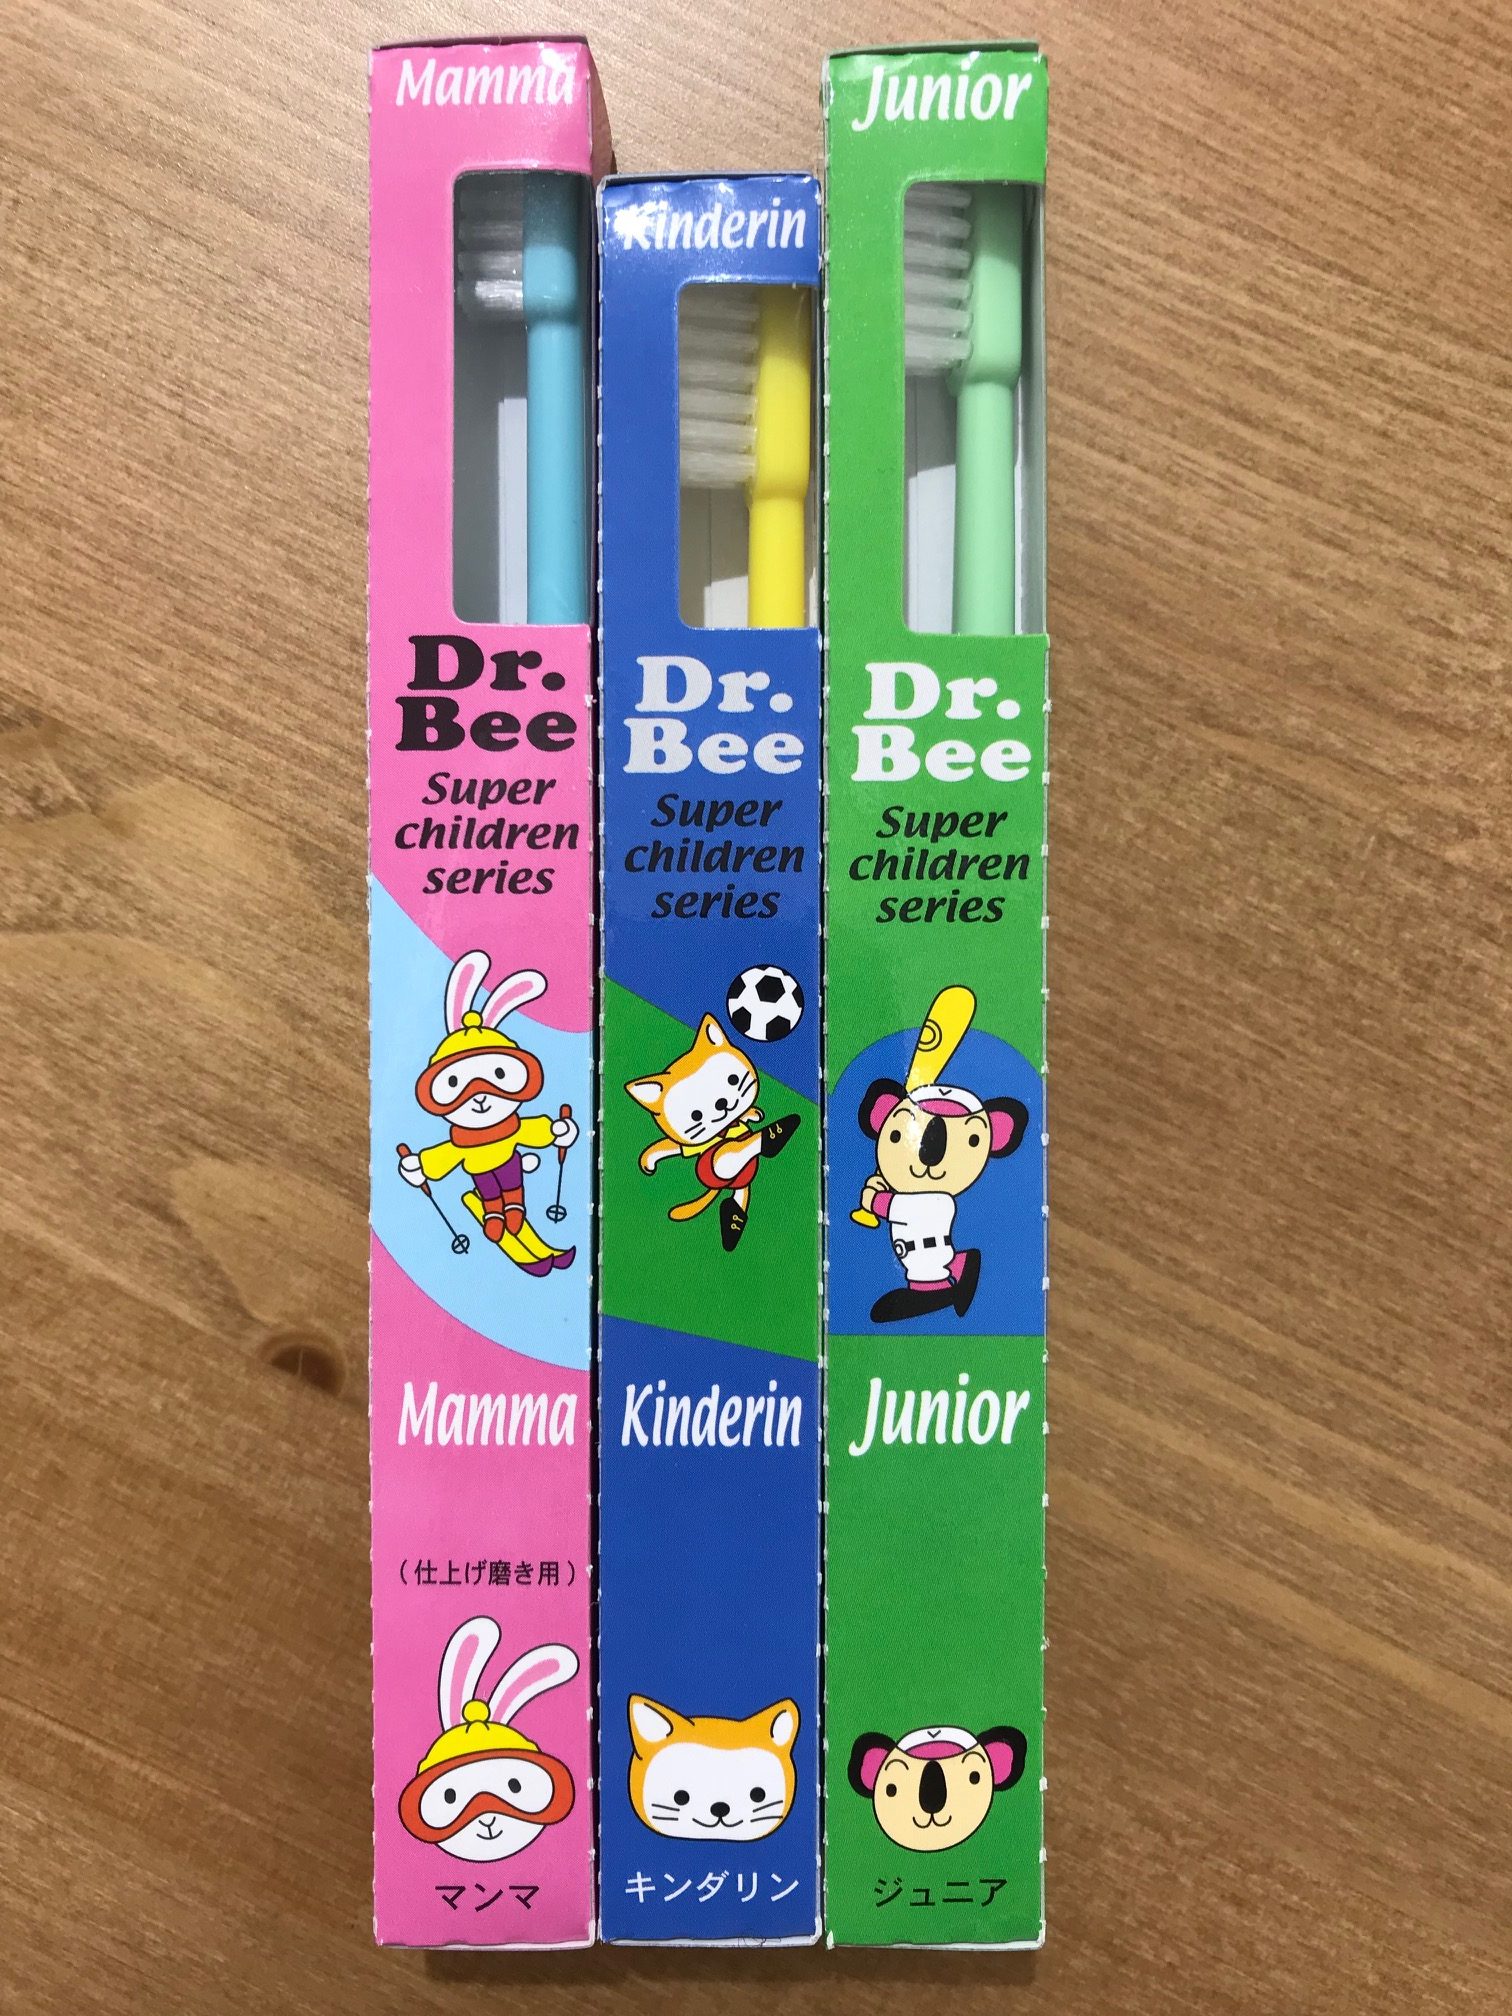 Mamma
Dr.
Bee
Super
children
series
Mamma
(仕上げ磨き用)
マンマ
Kinderin
Dr.
Bee
Super
children
series
Kinderin
キンダリン
Junior
Dr.
Bee
Super
children
series
Junior
ジュニア